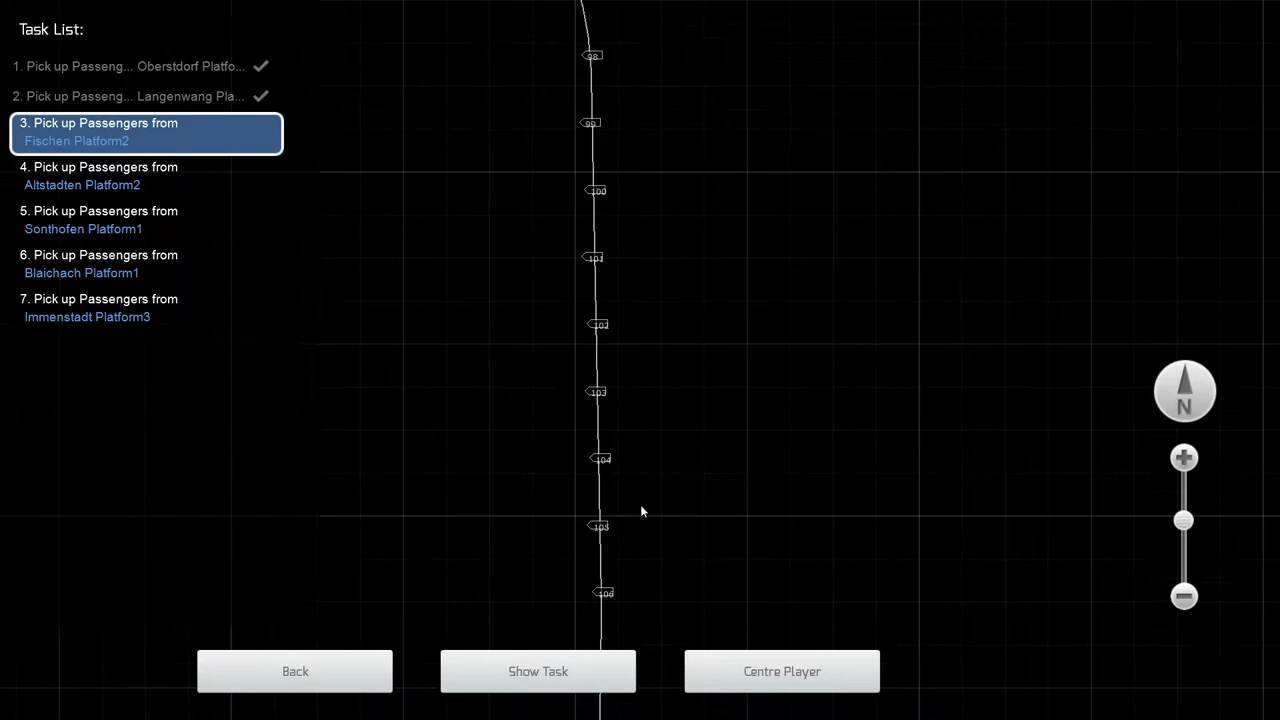 Task List:
1. Pick up Passeng... Oberstdorf Platfo...
2. Pick up Passeng... Langenwang Pla...
3. Pick up Passengers from
Fischen Platform2
4. Pick up Passengers from
Altstadten Platform2
5. Pick up Passengers from
Sonthofen Platform1
6. Pick up Passengers from
Blaichach Platform1
7. Pick up Passengers from
Immenstadt Platform3
98
99
100
101
102
103
104
105
106
N
Back
Show Task
Centre Player